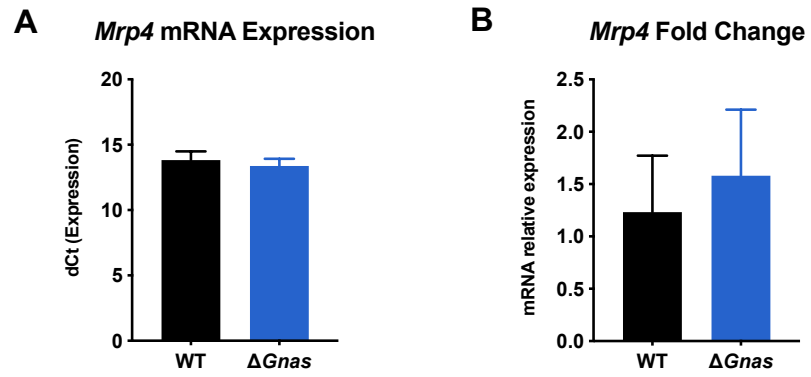 A
Mrp4 mRNA Expression
dCt (Expression)
20
15
10
5
0
WT ΔGnas
B
Mrp4 Fold Change
mRNA relative expression
2.5
2.0
1.5
1.0
0.5
0.0
WT ΔGnas